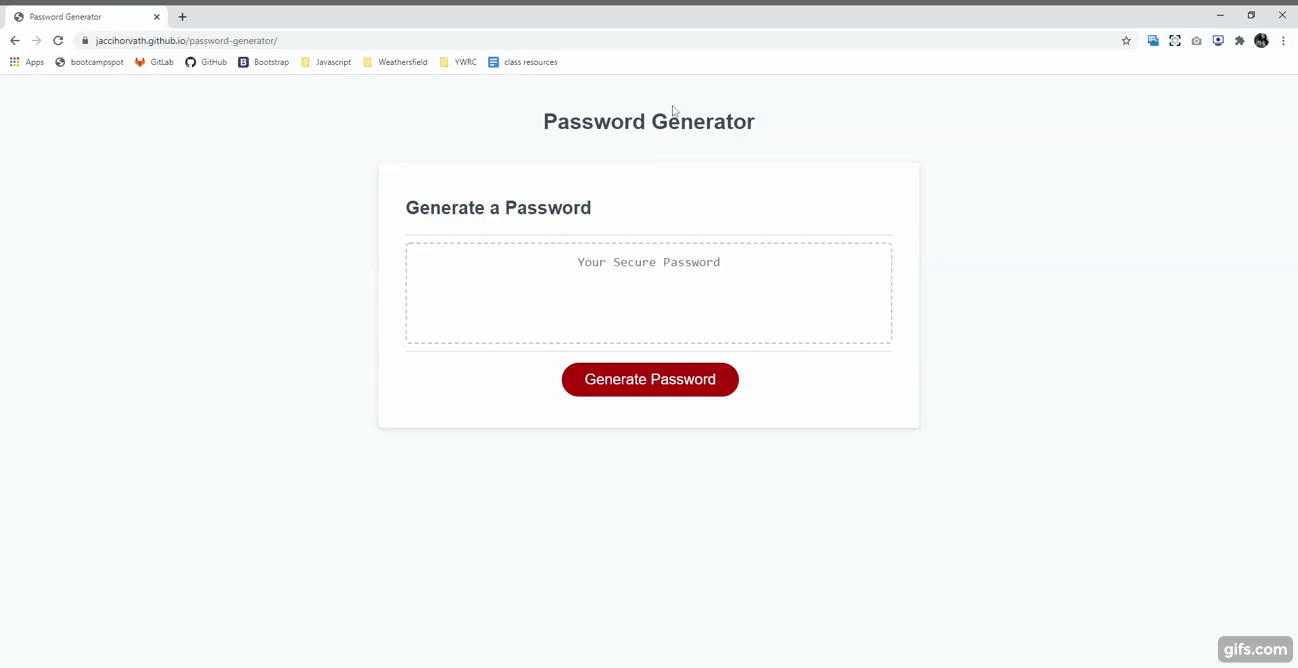 Password Generator
jaccihorvath.github.io/password-generator/
Apps bootcampspot GitLab GitHub B Bootstrap Javascript Weathersfield YWRC class resources
Password Generator
Generate a Password
Your Secure Password
Generate Password
gifs.com